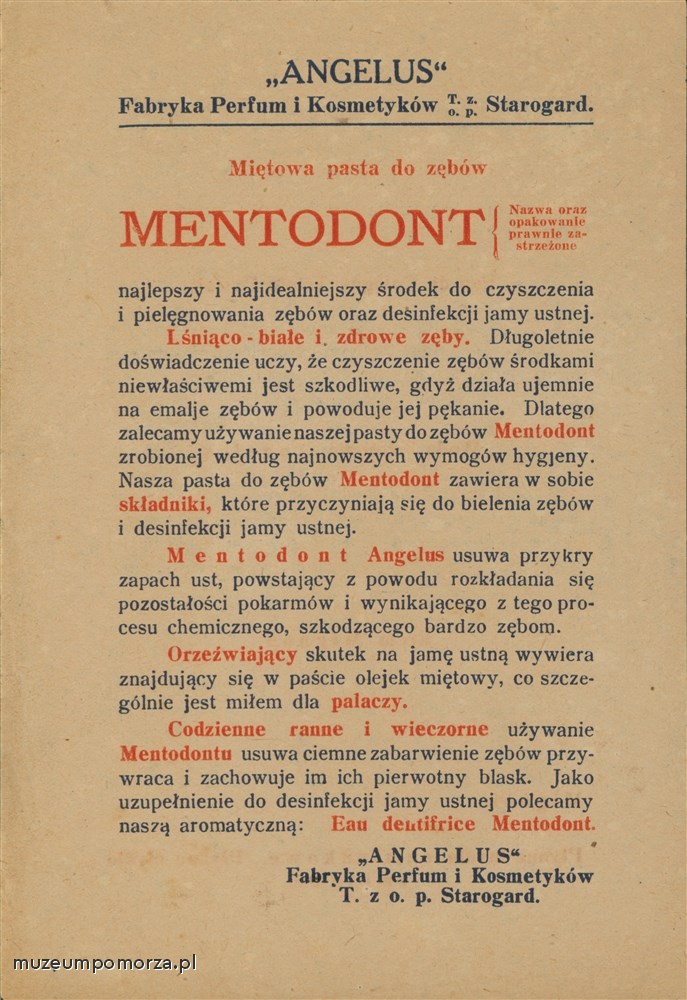 „ANGELUS“
Fabryka Perfum i Kosmetyków T. z. o. p. Starogard.
Miętowa pasta do zębów
MENTODONT
Nazwa oraz
opakowanie
prawnie za-
strzeżone
najlepszy i najidealniejszy środek do czyszczenia
i pielęgnowania zębów oraz desinfekcji jamy ustnej.
Lśniąco - białe i. zdrowe zęby. Długoletnie
doświadczenie uczy, że czyszczenie zębów środkami
niewłaściwemi jest szkodliwe, gdyż działa ujemnie
na emalje zębów i powoduje jej pękanie. Dlatego
zalecamy używanie naszej pasty do zębów Mentodont
zrobionej według najnowszych wymogów hygjeny.
Nasza pasta do zębów Mentodont zawiera w sobie
składniki, które przyczyniają się do bielenia zębów
i desinfekcji jamy ustnej.
Mentodont Angelus usuwa przykry
zapach ust, powstający z powodu rozkładania się
pozostałości pokarmów i wynikającego z tego pro-
cesu chemicznego, szkodzącego bardzo zębom.
Orzeźwiający skutek na jamę ustną wywiera
znajdujący się w paście olejek miętowy, co szcze-
gólnie jest miłem dla palaczy.
Codzienne ranne i wieczorne używanie
Mentodontu usuwa ciemne zabarwienie zębów przy-
wraca i zachowuje im ich pierwotny blask. Jako
uzupełnienie do desinfekcji jamy ustnej polecamy
naszą aromatyczną: Eau dentifrice Mentodont.
„ANGELUS“
Fabryka Perfum i Kosmetyków
T. z o. p. Starogard.
muzeumpomorza.pl